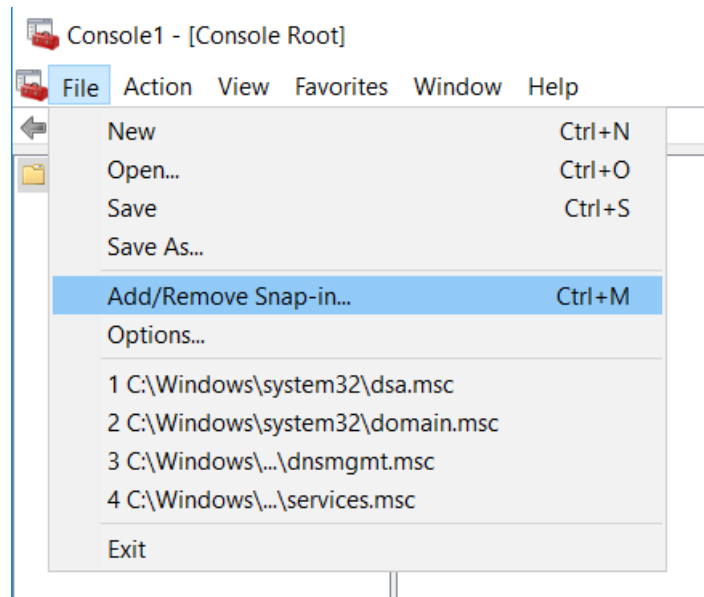 Console1 - [Console Root]
File Action View Favorites Window Help
New Ctrl+N
Open... Ctrl+O
Save Ctrl+S
Save As...
Add/Remove Snap-in... Ctrl+M
Options...
1 C:\Windows\system32\dsa.msc
2 C:\Windows\system32\domain.msc
3 C:\Windows\...\dnsmgmt.msc
4 C:\Windows\...\services.msc
Exit